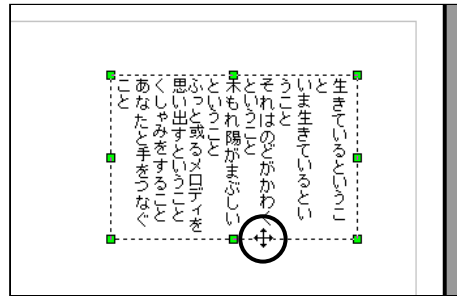 生きているというこ
と
いま生きているとい
うこと
それはのどがかわく
ということ
木もれ陽がまぶしい
ということ
ふっと或るメロディを
思い出すということ
くしゃみをすること
あなたと手をつなぐ
こと